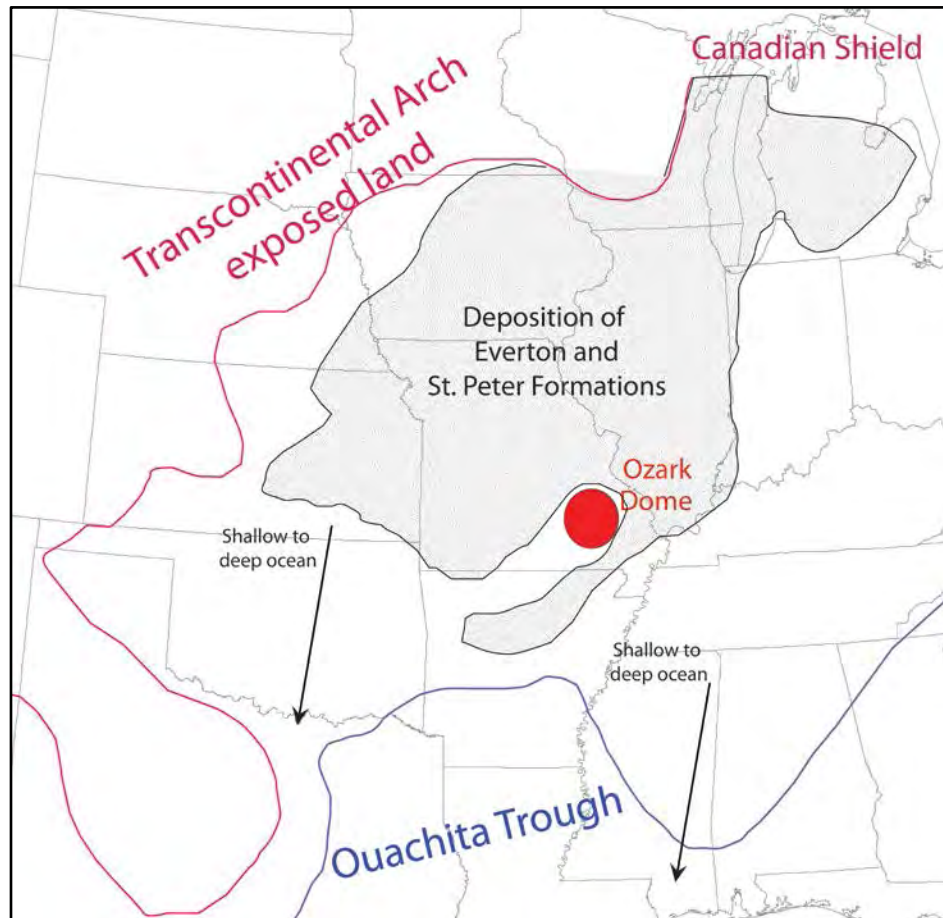 Canadian Shield
Transcontinental Arch
exposed land
Deposition of
Everton and
St. Peter Formations
Ozark
Dome
Shallow to
deep ocean
Shallow to
deep ocean
Ouachita Trough